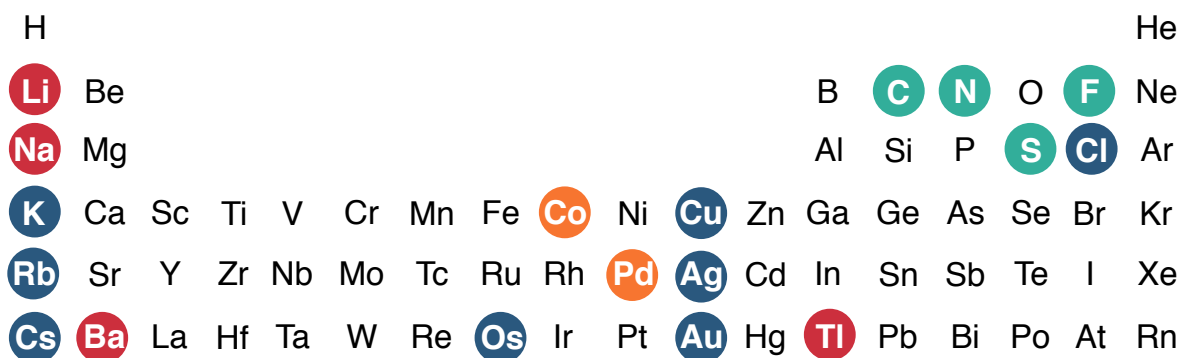 H He
Li Be B C N O F Ne
Na Mg Al Si P S Cl Ar
K Ca Sc Ti V Cr Mn Fe Co Ni Cu Zn Ga Ge As Se Br Kr
Rb Sr Y Zr Nb Mo Tc Ru Rh Pd Ag Cd In Sn Sb Te I Xe
Cs Ba La Hf Ta W Re Os Ir Pt Au Hg Tl Pb Bi Po At Rn